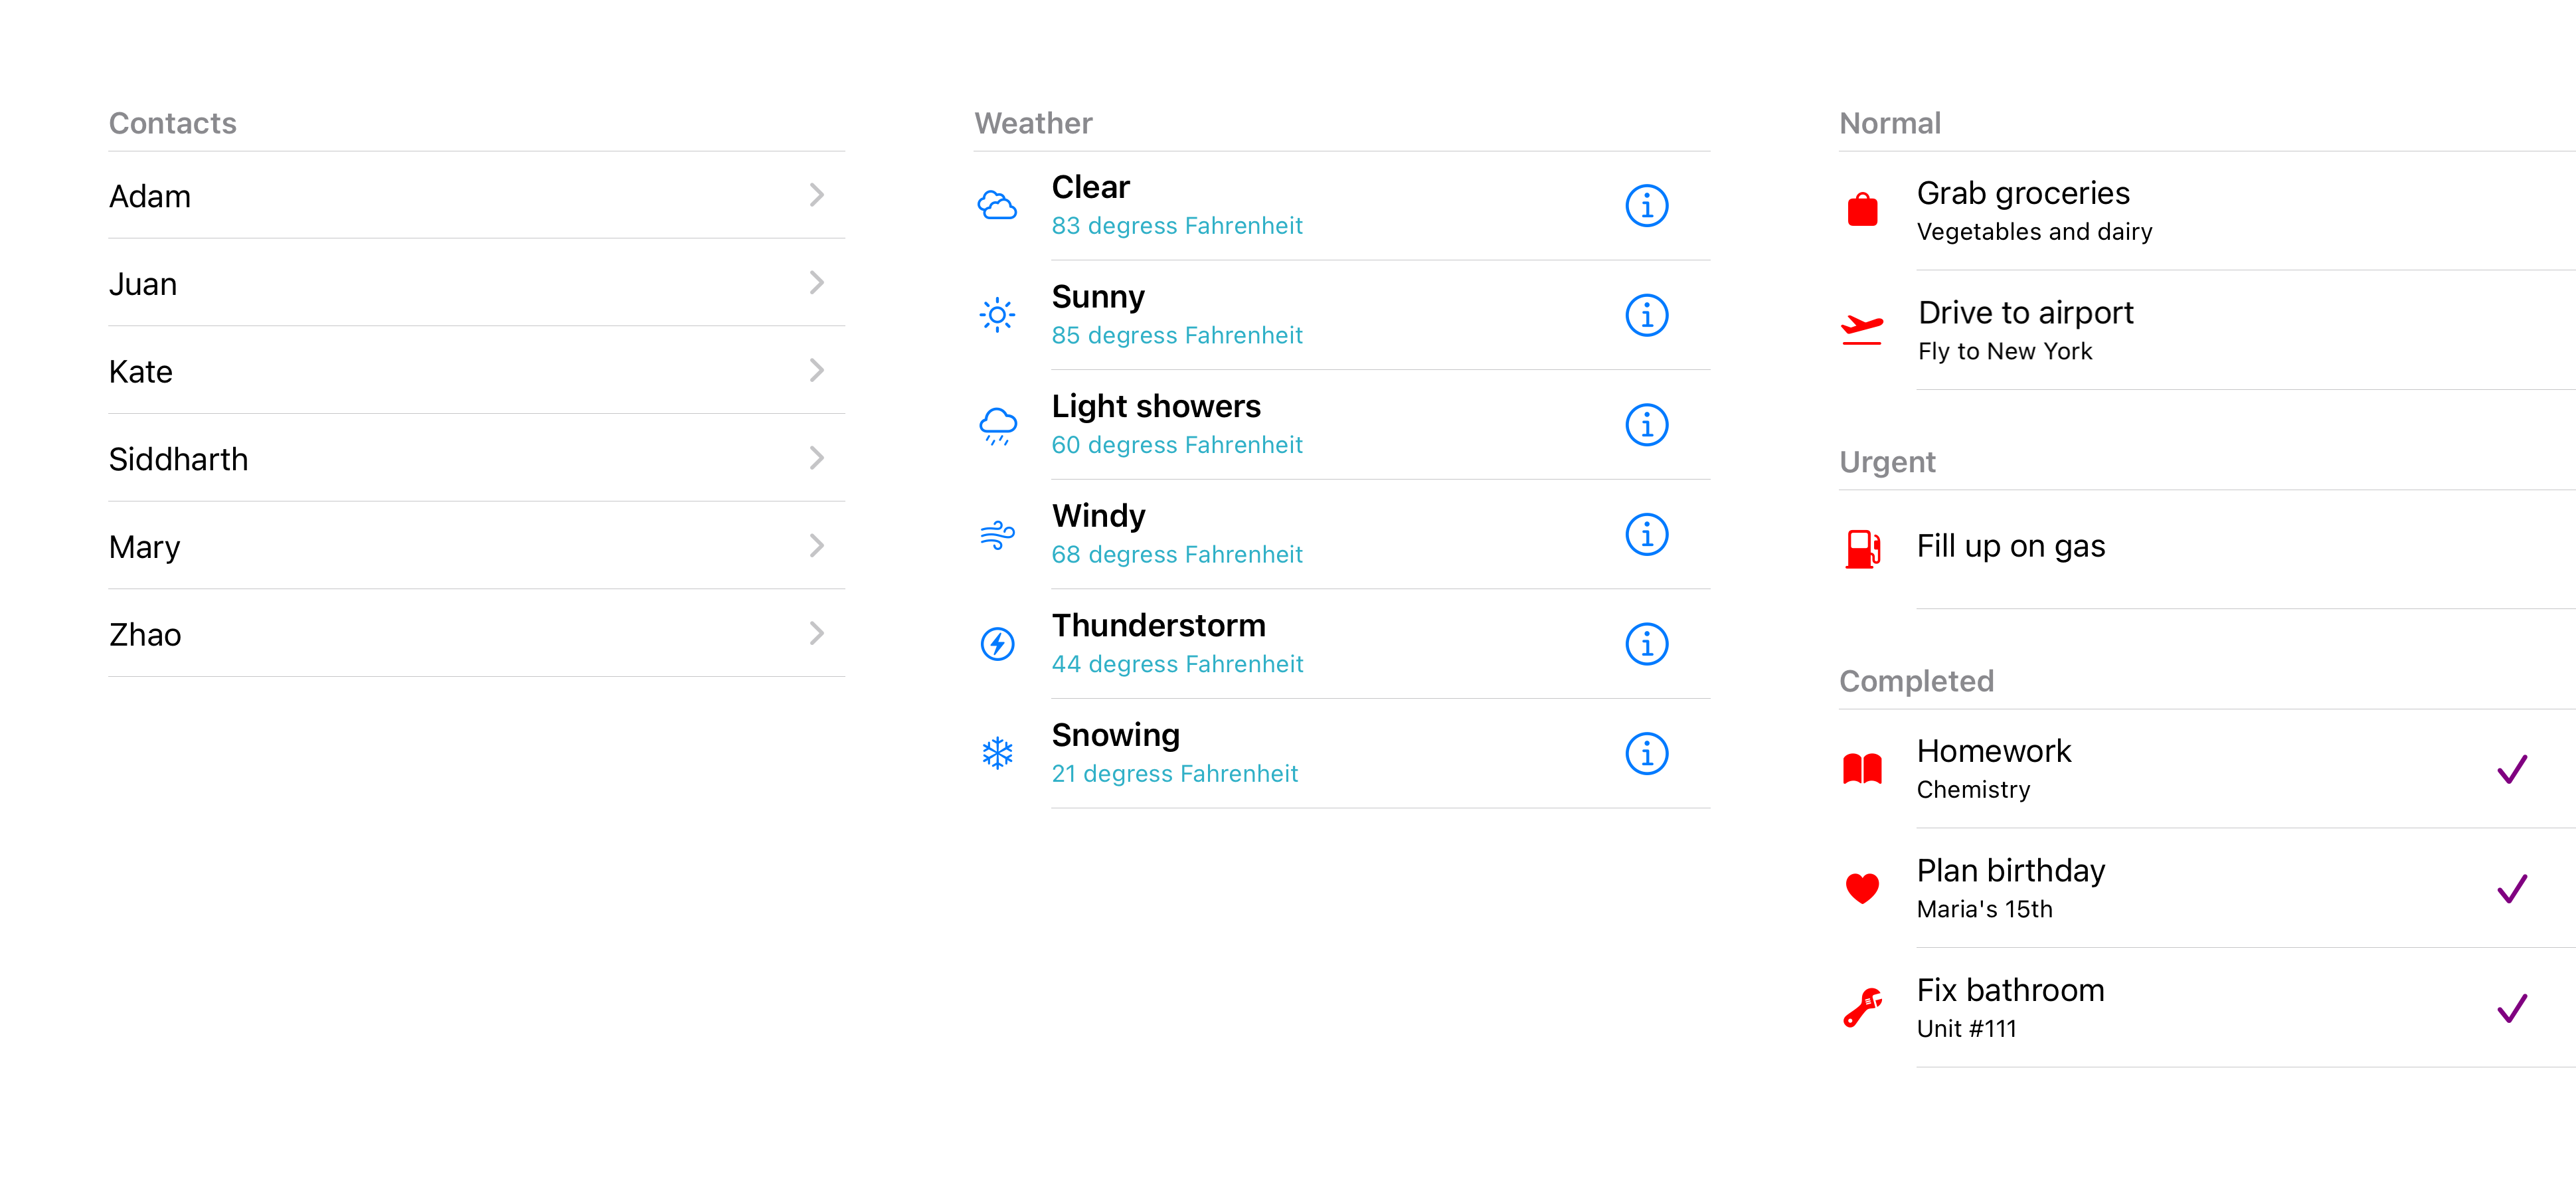 Contacts
Adam
Juan
Kate
Siddharth
Mary
Zhao
Weather
Clear
83 degress Fahrenheit
Sunny
85 degress Fahrenheit
Light showers
60 degress Fahrenheit
Windy
68 degress Fahrenheit
Thunderstorm
44 degress Fahrenheit
Snowing
21 degress Fahrenheit
Normal
Grab groceries
Vegetables and dairy
Drive to airport
Fly to New York
Urgent
Fill up on gas
Completed
Homework
Chemistry
Plan birthday
Maria's 15th
Fix bathroom
Unit #111